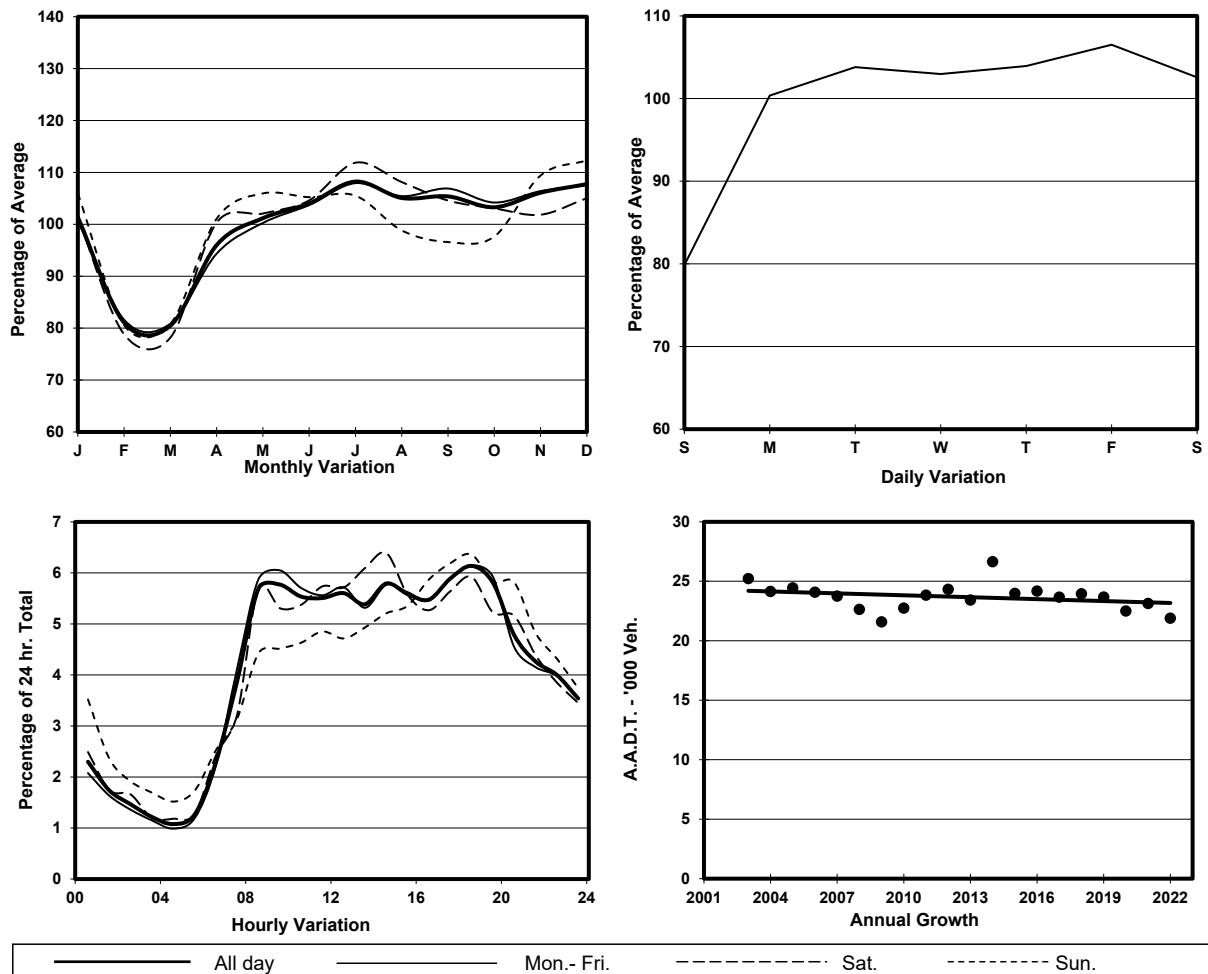 140
130
120
110
100
90
80
70
60
Percentage of Average
J F M A M J J A S O N D
Monthly Variation
110
100
90
80
70
60
Percentage of Average
S M T W T F S
Daily Variation
7
6
5
4
3
2
1
0
Percentage of 24 hr. Total
00 04 08 12 16 20 24
Hourly Variation
30
25
20
15
10
5
0
A.A.D.T. - '000 Veh.
2001 2004 2007 2010 2013 2016 2019 2022
Annual Growth
All day Mon.- Fri. Sat. Sun.